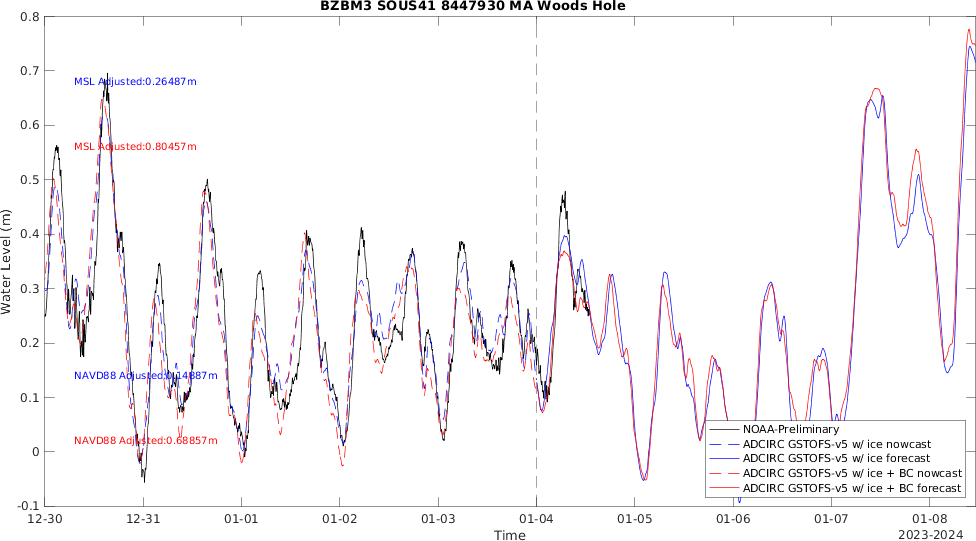 BZBM3 SOUS41 8447930 MA Woods Hole
0.8
0.7
0.6
0.5
0.4
0.3
0.2
0.1
0
-0.1
Water Level (m)
MSL Adjusted:0.26487m
MSL Adjusted:0.80457m
NAVD88 Adjusted:0.14887m
NAVD88 Adjusted:0.68857m
NOAA-Preliminary
ADCIRC GSTOFS-v5 w/ ice nowcast
ADCIRC GSTOFS-v5 w/ ice forecast
ADCIRC GSTOFS-v5 w/ ice + BC nowcast
ADCIRC GSTOFS-v5 w/ ice + BC forecast
12-30 12-31 01-01 01-02 01-03 01-04 01-05 01-06 01-07 01-08
Time
2023-2024